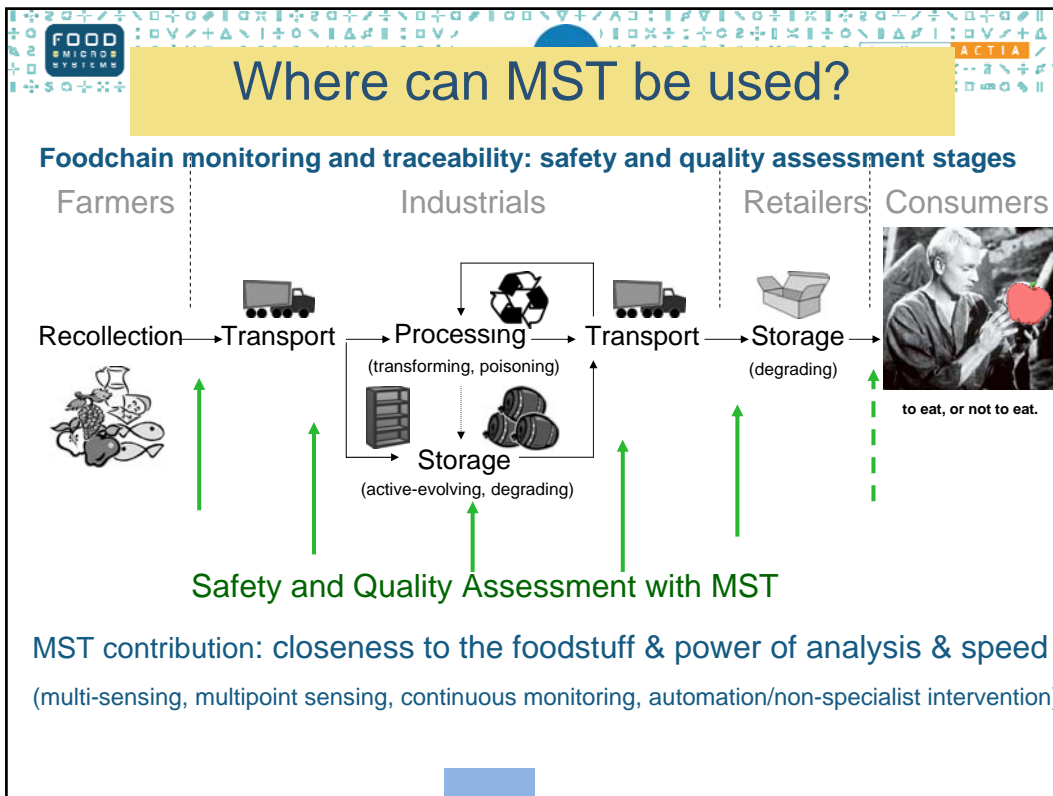 FOOD
MICRO
SYSTEMS
ACTIA
Where can MST be used?
Foodchain monitoring and traceability: safety and quality assessment stages
Farmers Industrials Retailers Consumers
Recollection Transport Processing Transport Storage
(transforming, poisoning) (degrading)
to eat, or not to eat.
Storage
(active-evolving, degrading)
Safety and Quality Assessment with MST
MST contribution: closeness to the foodstuff & power of analysis & speed
(multi-sensing, multipoint sensing, continuous monitoring, automation/non-specialist intervention)